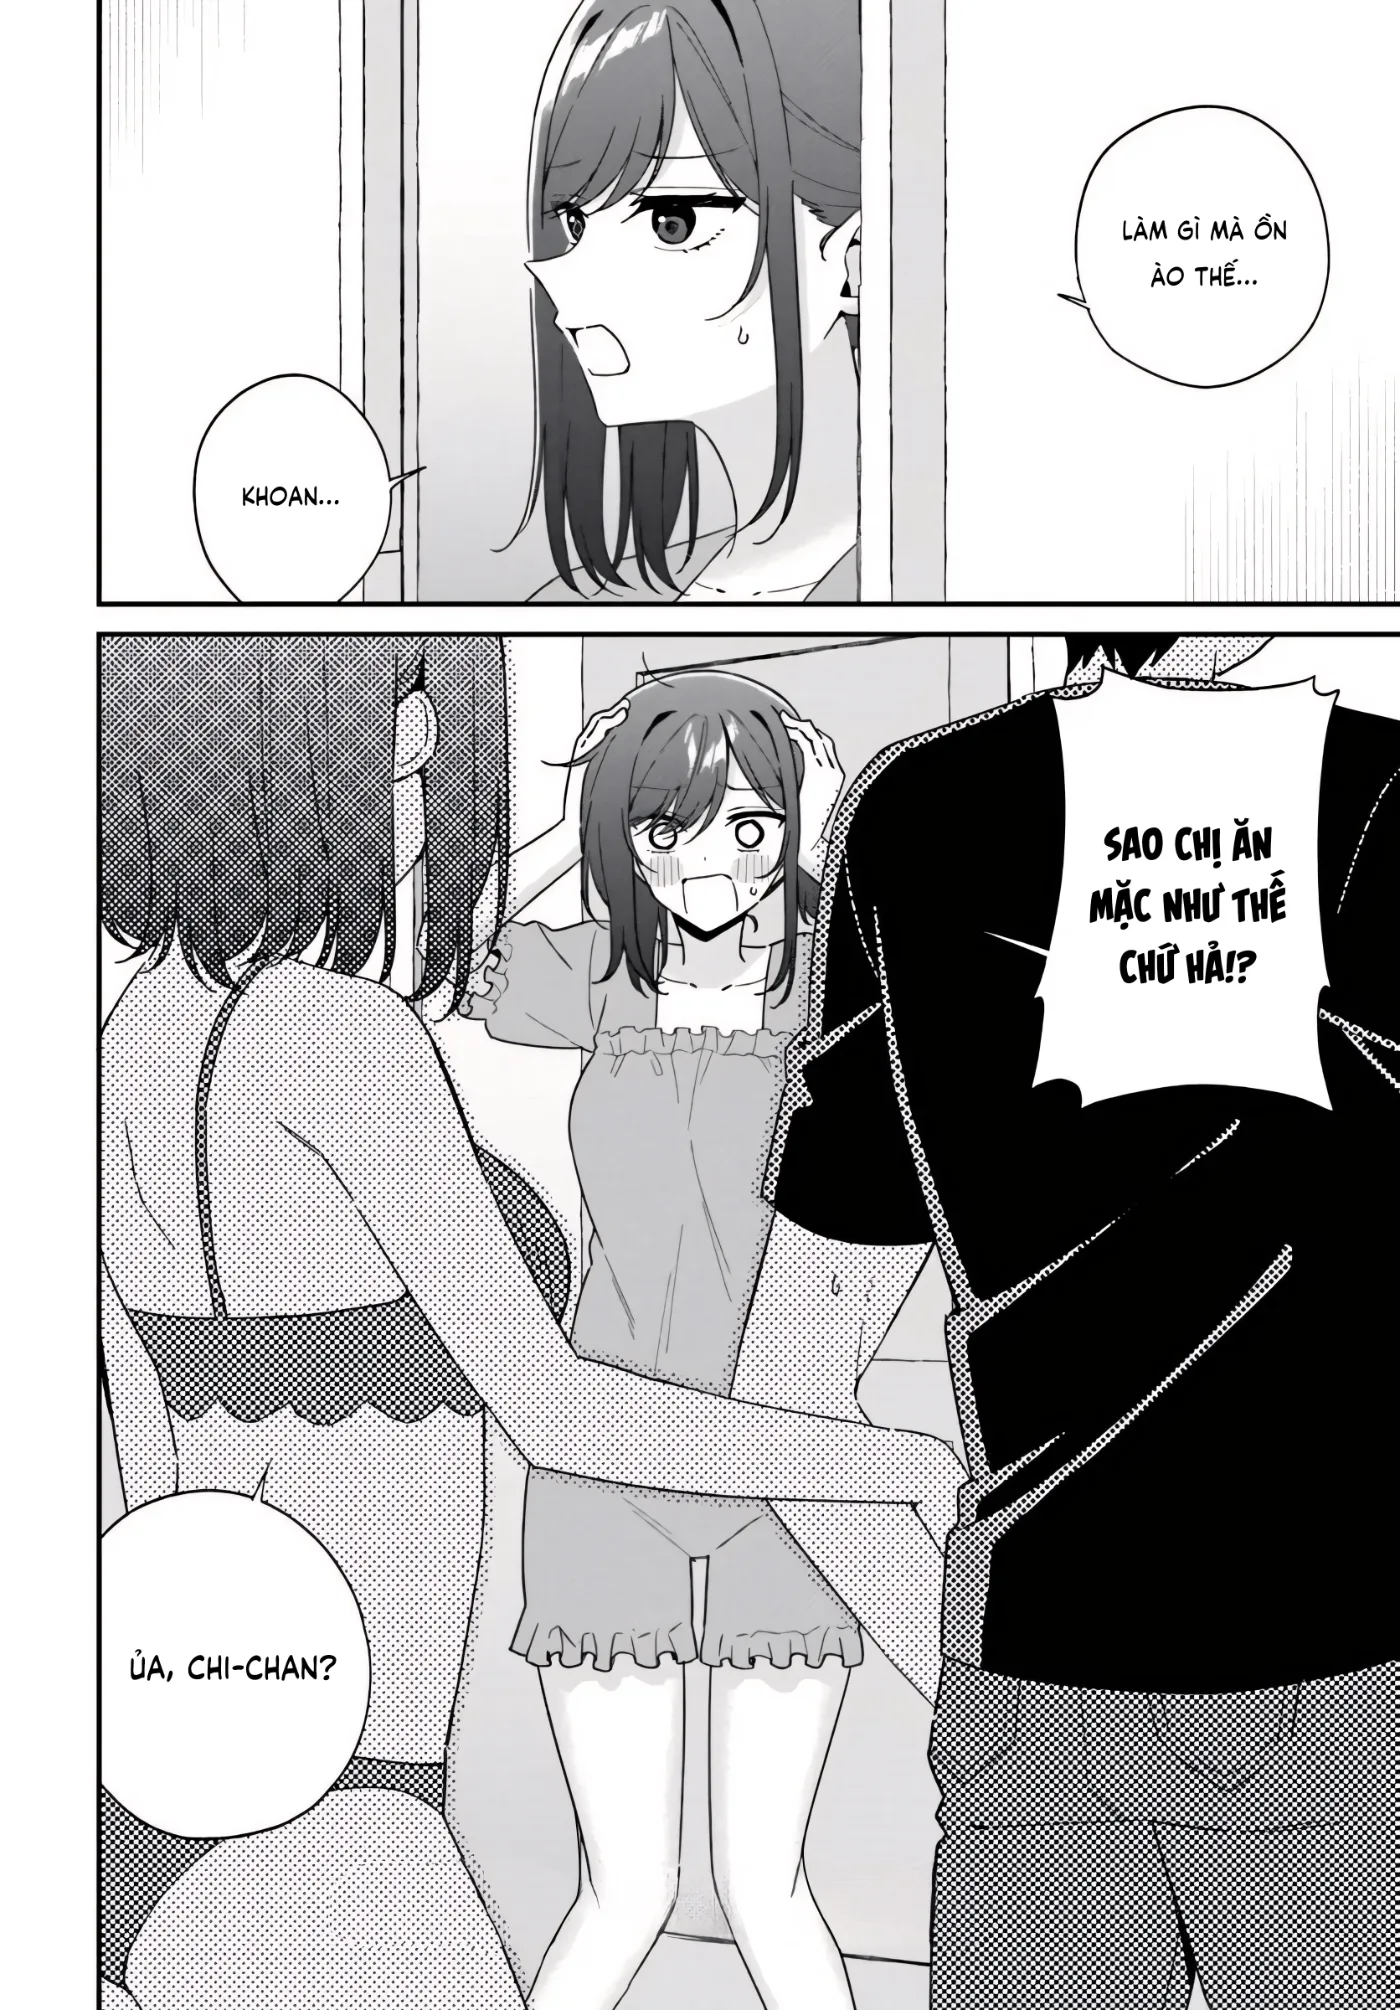 LÀM GÌ MÀ ỒN
ÀO THẾ...
KHOAN...
SAO CHỊ ĂN
MẶC NHƯ THẾ
CHỨ HẢ!?
ỦA, CHI-CHAN?